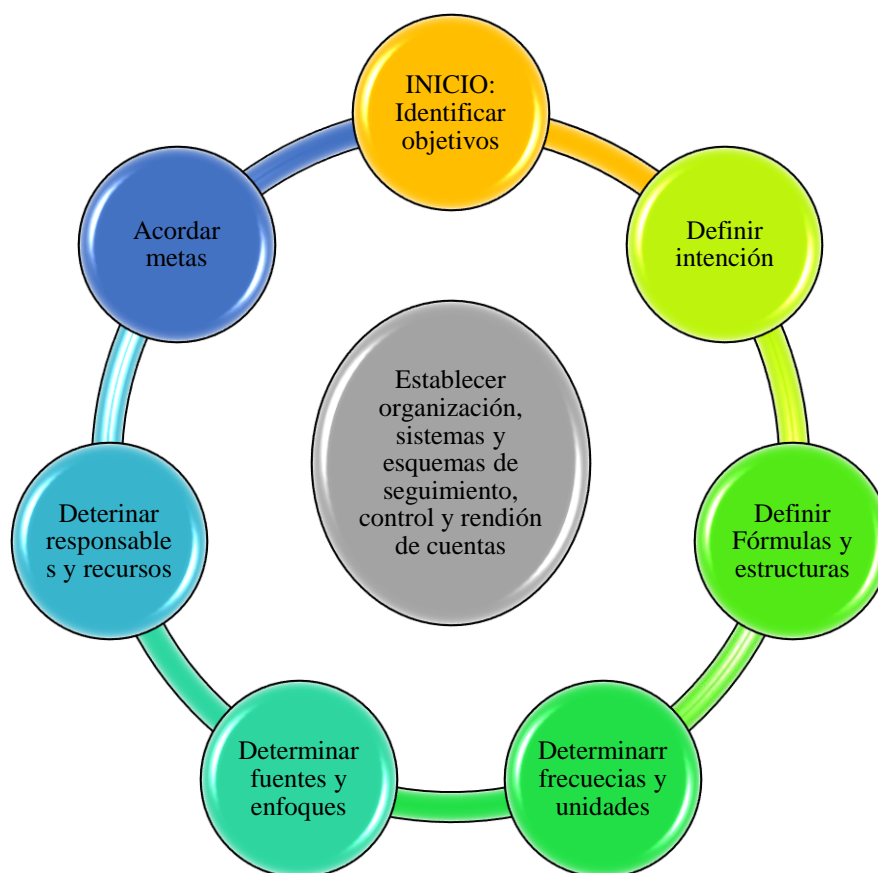 INICIO:
Identificar
objetivos
Definir
intención
Definir
Fórmulas y
estructuras
Determinarr
frecuecias y
unidades
Determinar
fuentes y
enfoques
Deterinar
responsable
s y recursos
Acordar
metas
Establecer
organización,
sistemas y
esquemas de
seguimiento,
control y rendión
de cuentas